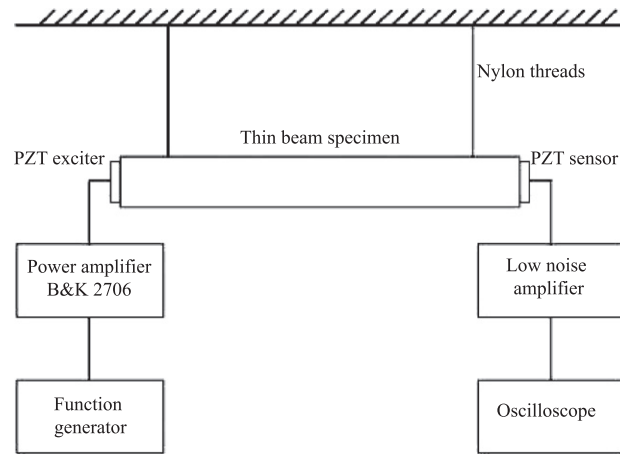 Nylon threads
Thin beam specimen
PZT exciter
PZT sensor
Power amplifier
B&K 2706
Low noise
amplifier
Function
generator
Oscilloscope